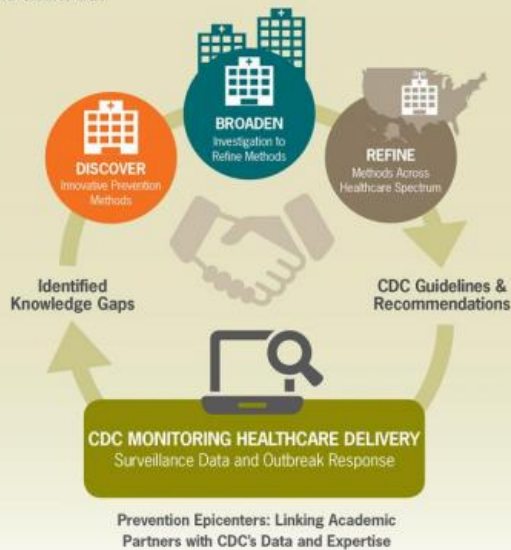 BROADEN
Investigation to
Refine Methods
DISCOVER
Innovative Prevention
Methods
REFINE
Methods Across
Healthcare Spectrum
Identified
Knowledge Gaps
CDC Guidelines &
Recommendations
CDC MONITORING HEALTHCARE DELIVERY
Surveillance Data and Outbreak Response
Prevention Epicenters: Linking Academic
Partners with CDC's Data and Expertise